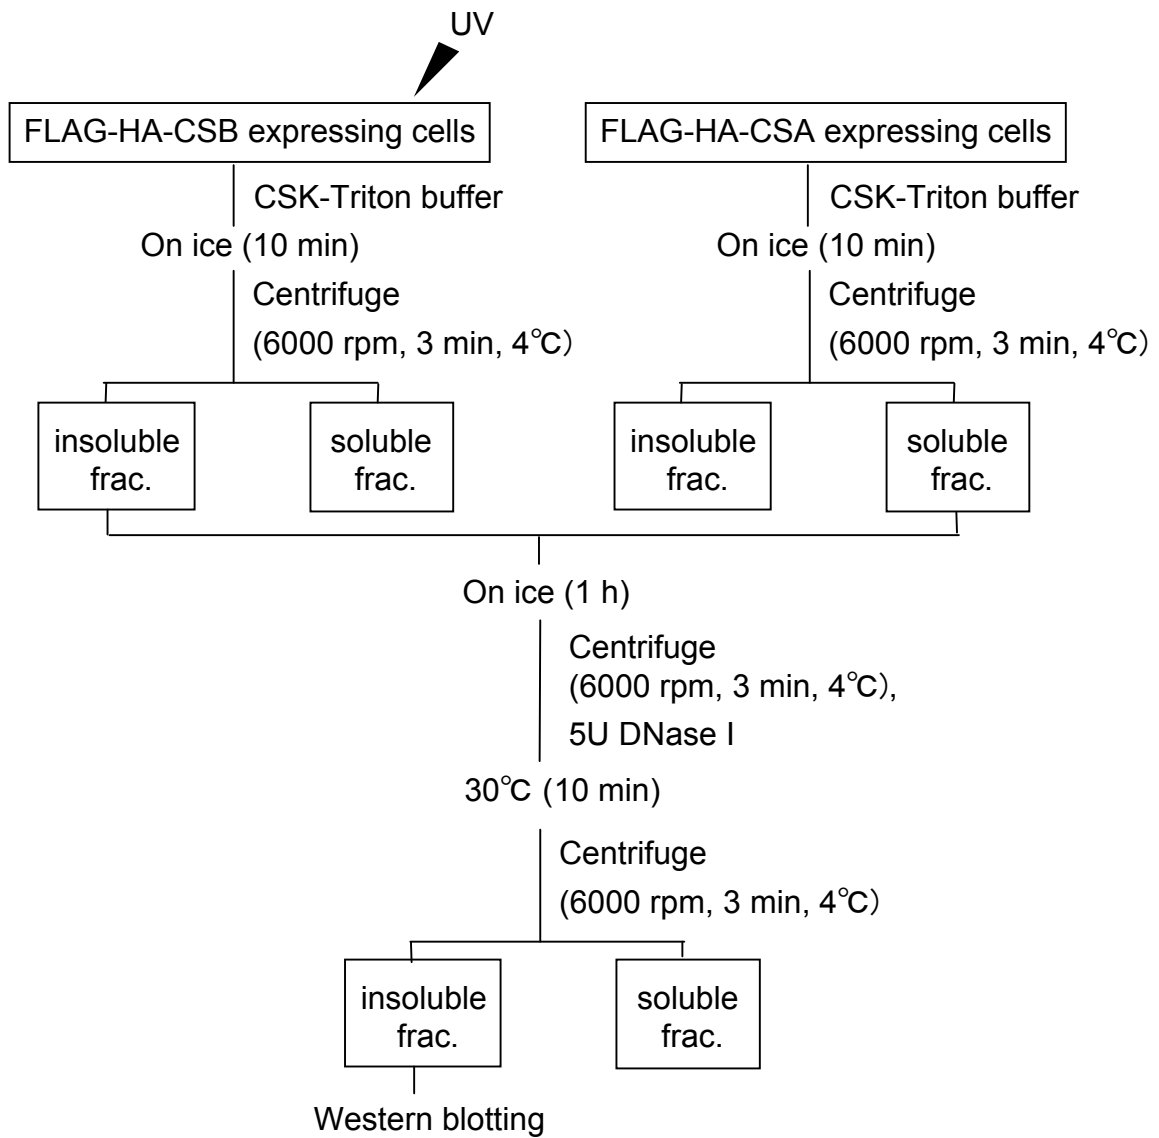 UV
FLAG-HA-CSB expressing cells
FLAG-HA-CSA expressing cells
CSK-Triton buffer
CSK-Triton buffer
On ice (10 min)
On ice (10 min)
Centrifuge
(6000 rpm, 3 min, 4℃)
Centrifuge
(6000 rpm, 3 min, 4℃)
insoluble
frac.
soluble
frac.
insoluble
frac.
soluble
frac.
On ice (1 h)
Centrifuge
(6000 rpm, 3 min, 4℃),
5U DNase I
30℃ (10 min)
Centrifuge
(6000 rpm, 3 min, 4℃)
insoluble
frac.
soluble
frac.
Western blotting